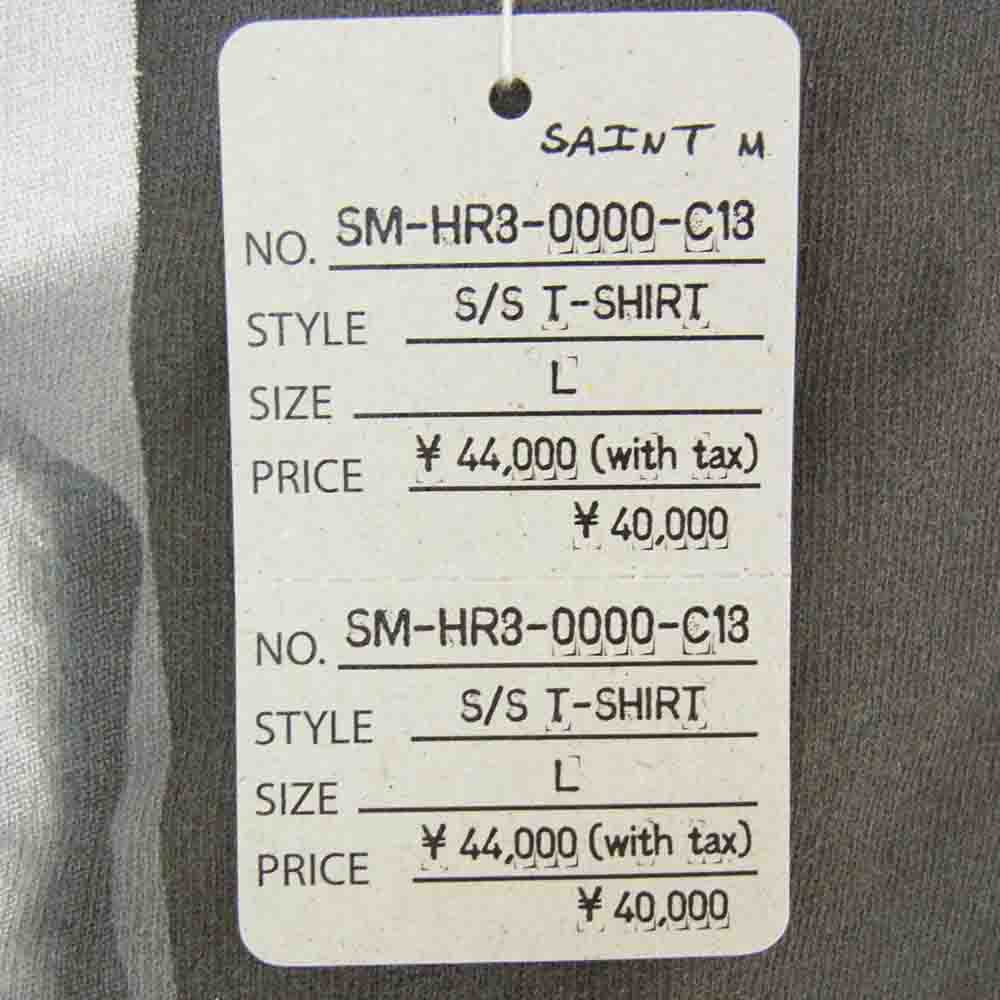 SAINT M
NO. SM-HR3-0000-C13
STYLE S/S T-SHIRT
SIZE L
PRICE ¥ 44,000 (with tax)
¥ 40,000
NO. SM-HR3-0000-C13
STYLE S/S T-SHIRT
SIZE L
PRICE ¥ 44,000 (with tax)
¥ 40,000